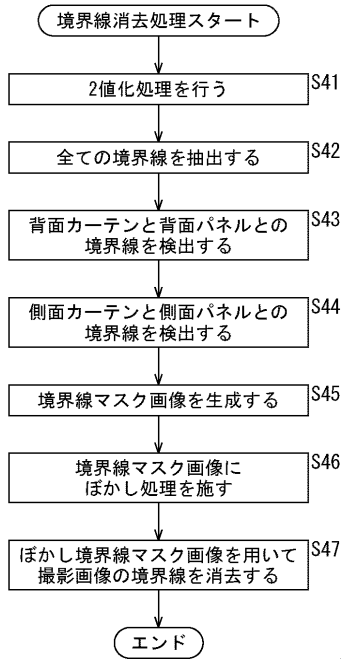 境界線消去処理スタート
2値化処理を行う
S41
全ての境界線を抽出する
S42
背面カーテンと背面パネルとの
境界線を検出する
S43
側面カーテンと側面パネルとの
境界線を検出する
S44
境界線マスク画像を生成する
S45
境界線マスク画像に
ぼかし処理を施す
S46
ぼかし境界線マスク画像を用いて
撮影画像の境界線を消去する
S47
エンド